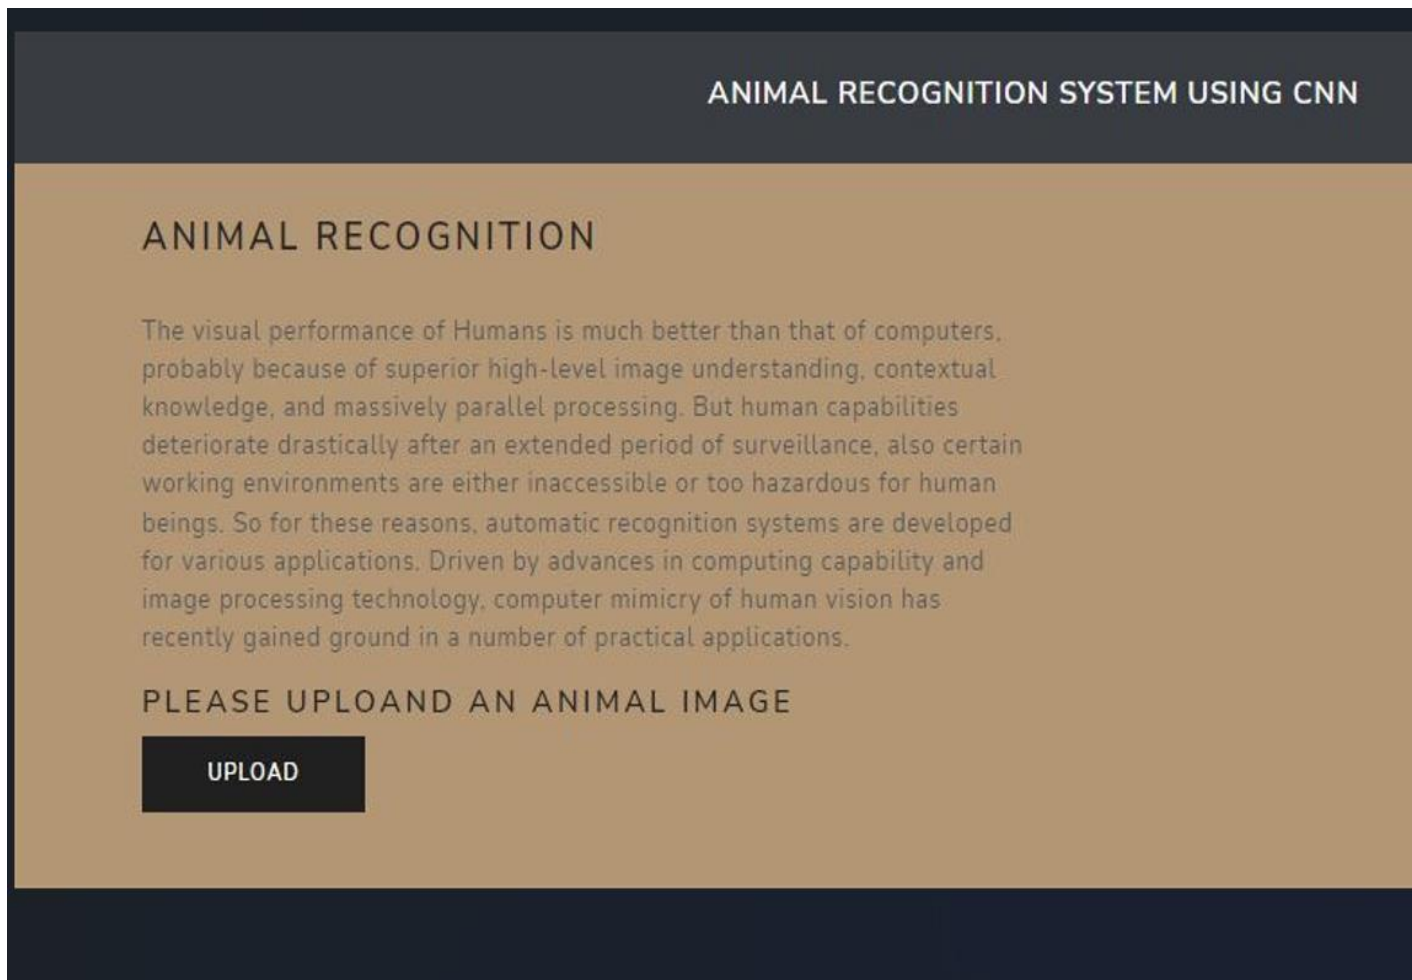 ANIMAL RECOGNITION SYSTEM USING CNN
ANIMAL RECOGNITION
The visual performance of Humans is much better than that of computers,
probably because of superior high-level image understanding, contextual
knowledge, and massively parallel processing. But human capabilities
deteriorate drastically after an extended period of surveillance, also certain
working environments are either inaccessible or too hazardous for human
beings. So for these reasons, automatic recognition systems are developed
for various applications. Driven by advances in computing capability and
image processing technology, computer mimicry of human vision has
recently gained ground in a number of practical applications.
PLEASE UPLOAND AN ANIMAL IMAGE
UPLOAD